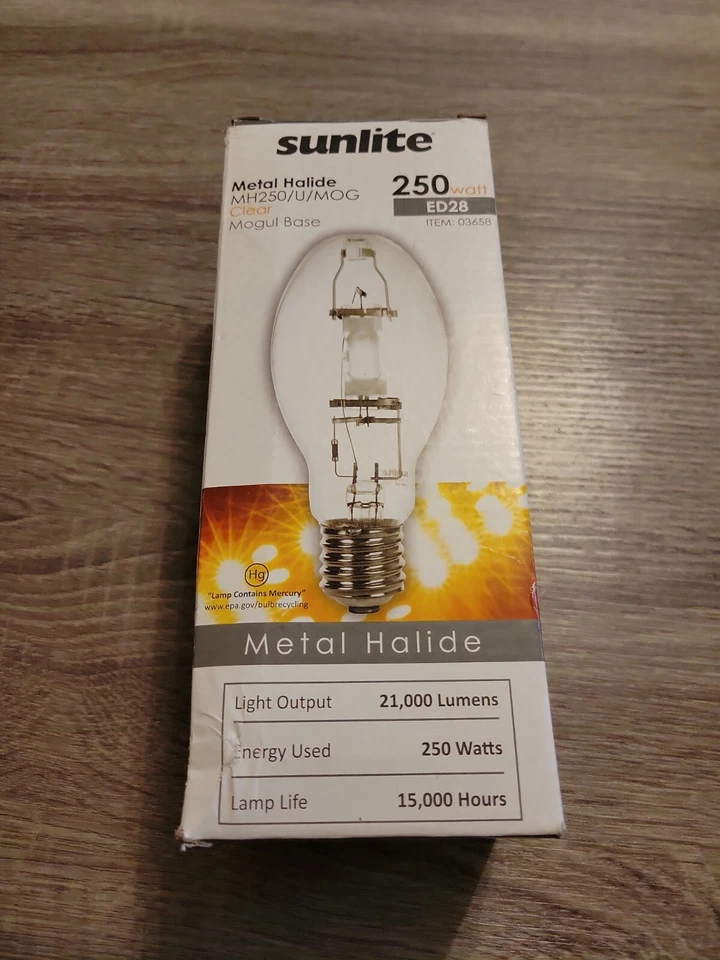 sunlite
Metal Halide
MH250/U/MOG
Clear
Mogul Base
250 watt
ED28
ITEM: 03658
Hg
"Lamp Contains Mercury"
www.epa.gov/bulbrecycling
Metal Halide
Light Output 21,000 Lumens
Energy Used 250 Watts
Lamp Life 15,000 Hours